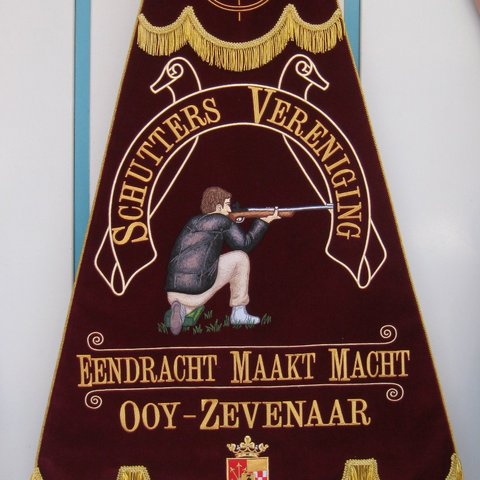 SCHUTTERS VERENIGING
EENDRACHT MAAKT MACHT
OOY-ZEVENAAR